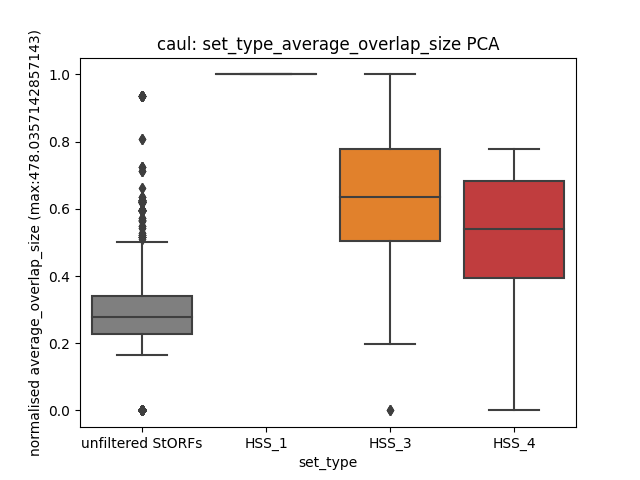 caul: set_type_average_overlap_size PCA
normalised average_overlap_size (max:478.0357142857143)
1.0
0.8
0.6
0.4
0.2
0.0
unfiltered StORFs HSS_1 HSS_3 HSS_4
set_type